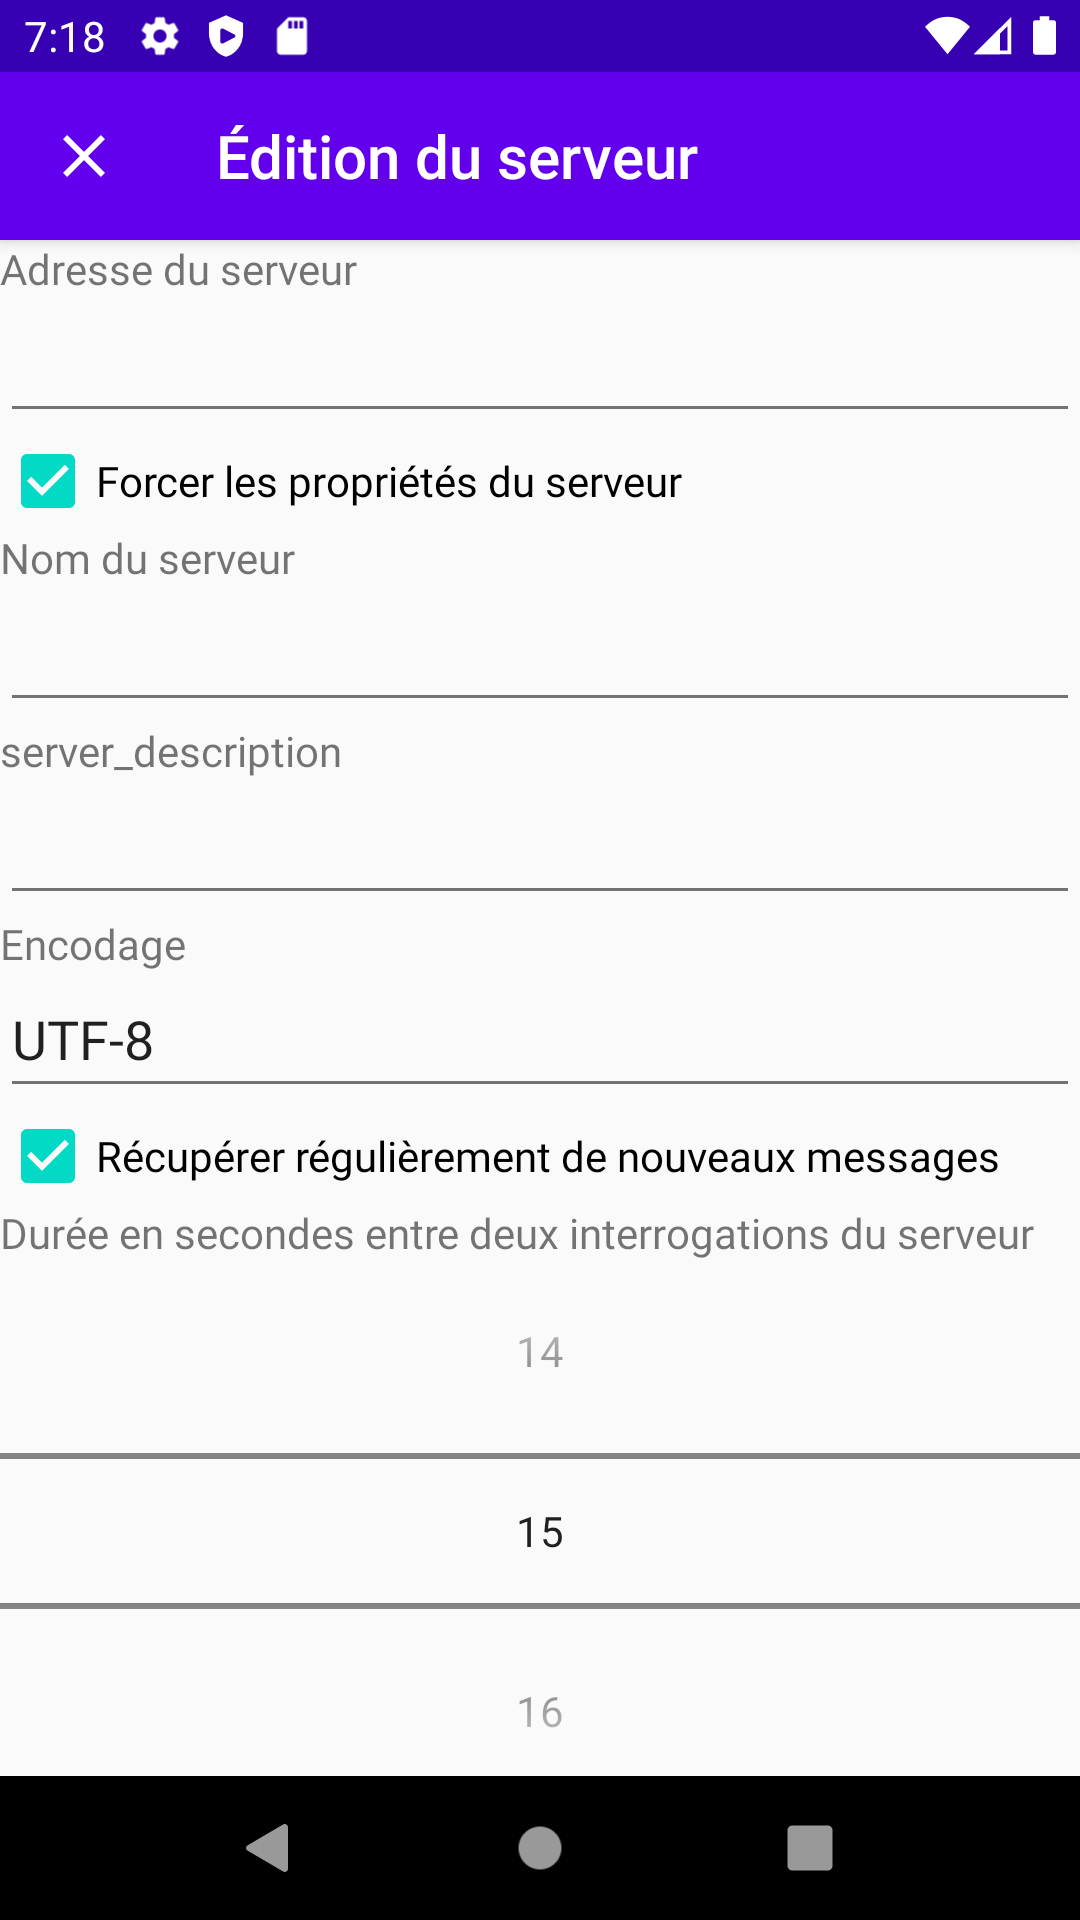 7:18
Édition du serveur
Adresse du serveur
Forcer les propriétés du serveur
Nom du serveur
server_description
Encodage
UTF-8
Récupérer régulièrement de nouveaux messages
Durée en secondes entre deux interrogations du serveur
14
15
16